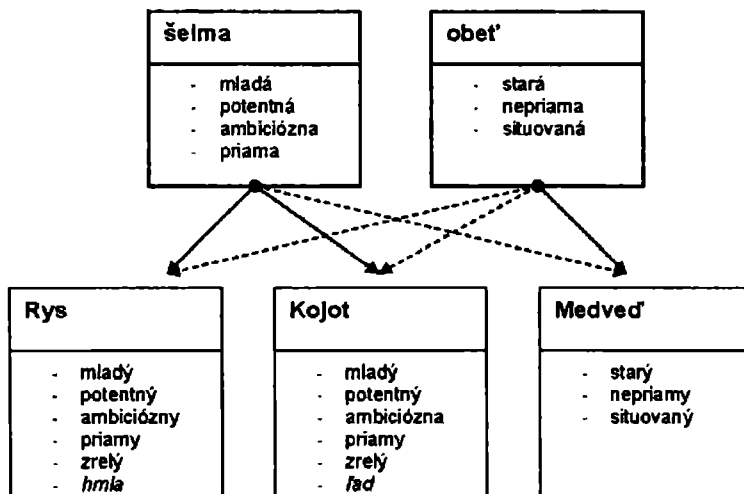 šelma
- mladá
- potentná
- ambiciózna
- priama
obeť
- stará
- nepriama
- situovaná
Rys
- mladý
- potentný
- ambiciózny
- priamy
- zrelý
- hmla
Kojot
- mladý
- potentný
- ambiciózna
- priamy
- zrelý
- ľad
Medveď
- starý
- nepriamy
- situovaný